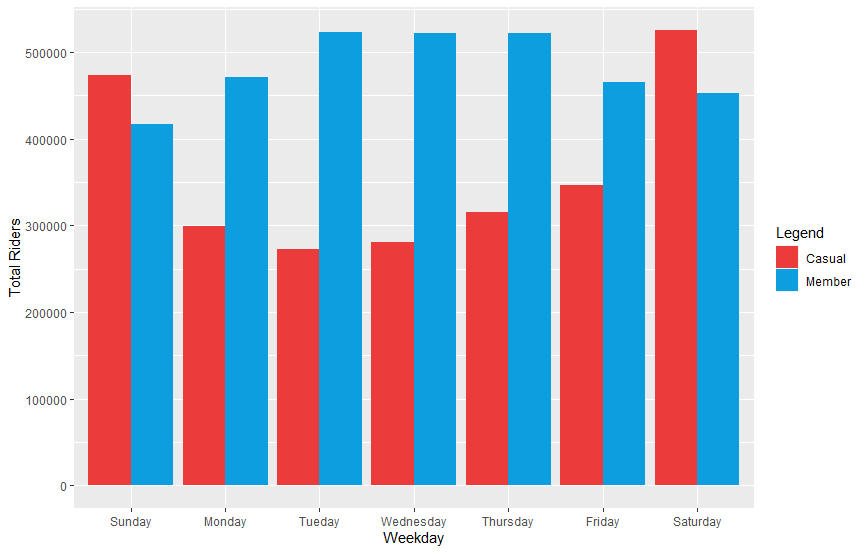 Total Riders
500000
400000
300000
200000
100000
0
Sunday Monday Tueday Wednesday Thursday Friday Saturday
Weekday
Legend
Casual
Member